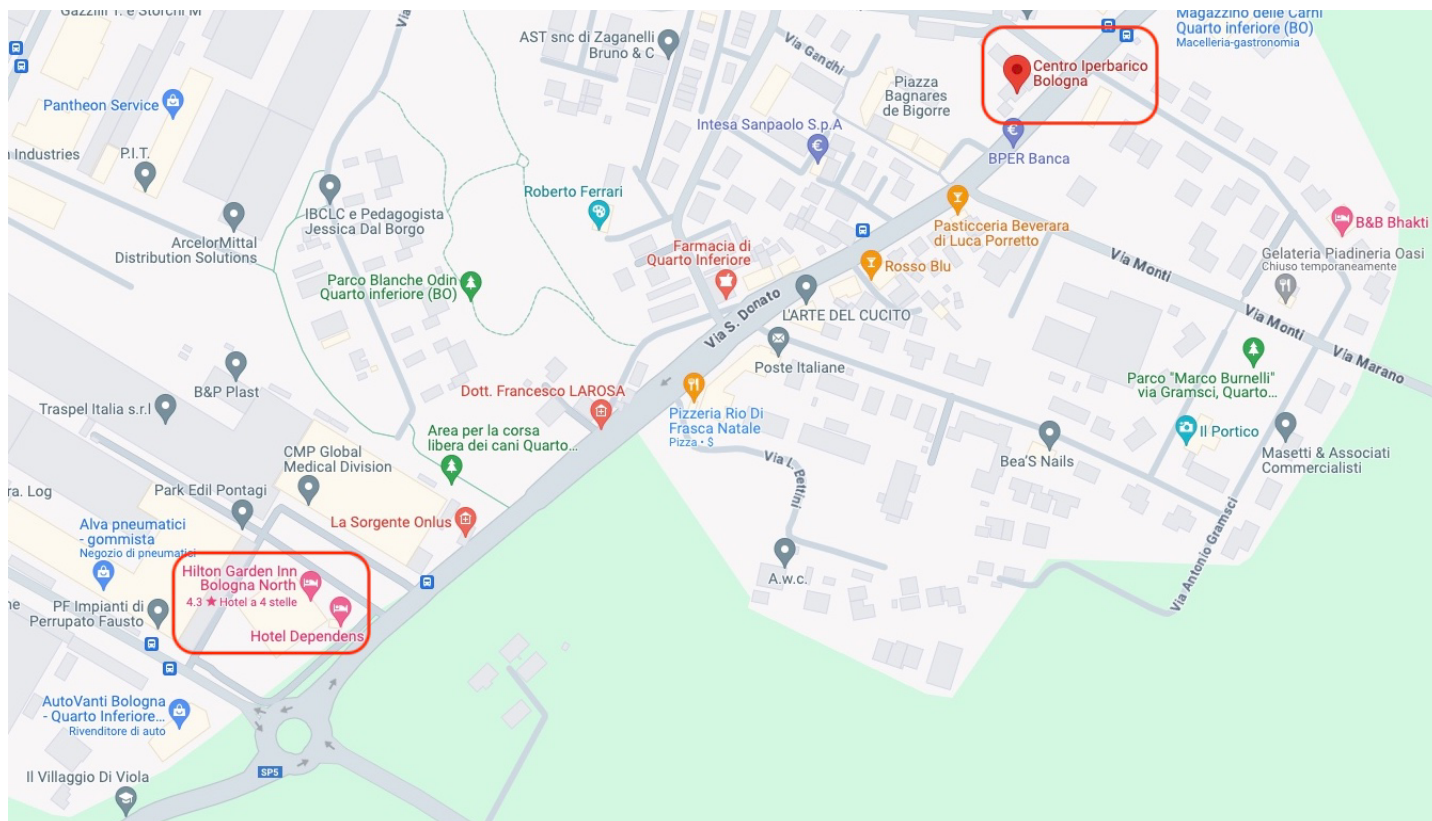 Gazzilli T. e Storchi M
Via
AST snc di Zaganelli
Bruno & C
Via Gandhi
Magazzino delle Carni
Quarto inferiore (BO)
Macelleria-gastronomia
Centro Iperbarico
Bologna
Piazza
Bagnares
de Bigorre
Pantheon Service
Intesa Sanpaolo S.p.A
BPER Banca
Industries
P.I.T.
Roberto Ferrari
IBCLC e Pedagogista
Jessica Dal Borgo
ArcelorMittal
Distribution Solutions
Pasticceria Beverara
di Luca Porretto
B&B Bhakti
Farmacia di
Quarto Inferiore
Rosso Blu
Via Monti
Gelateria Piadineria Oasi
Chiuso temporaneamente
Parco Blanche Odin
Quarto inferiore (BO)
Via S. Donato
L'ARTE DEL CUCITO
Via Monti
Via Marano
Poste Italiane
B&P Plast
Traspel Italia s.r.l
Dott. Francesco LAROSA
Parco "Marco Burnelli"
via Gramsci, Quarto...
Pizzeria Rio Di
Frasca Natale
Pizza • $
Area per la corsa
libera dei cani Quarto...
Il Portico
CMP Global
Medical Division
Via L. Bettini
Bea'S Nails
Masetti & Associati
Commercialisti
ra. Log
Park Edil Pontagi
La Sorgente Onlus
Alva pneumatici
- gommista
Negozio di pneumatici
Via Antonio Gramsci
Hilton Garden Inn
Bologna North
4.3 ★ Hotel a 4 stelle
A.w.c.
PF Impianti di
Perrupato Fausto
Hotel Dependens
AutoVanti Bologna
- Quarto Inferiore...
Rivenditore di auto
SP5
Il Villaggio Di Viola